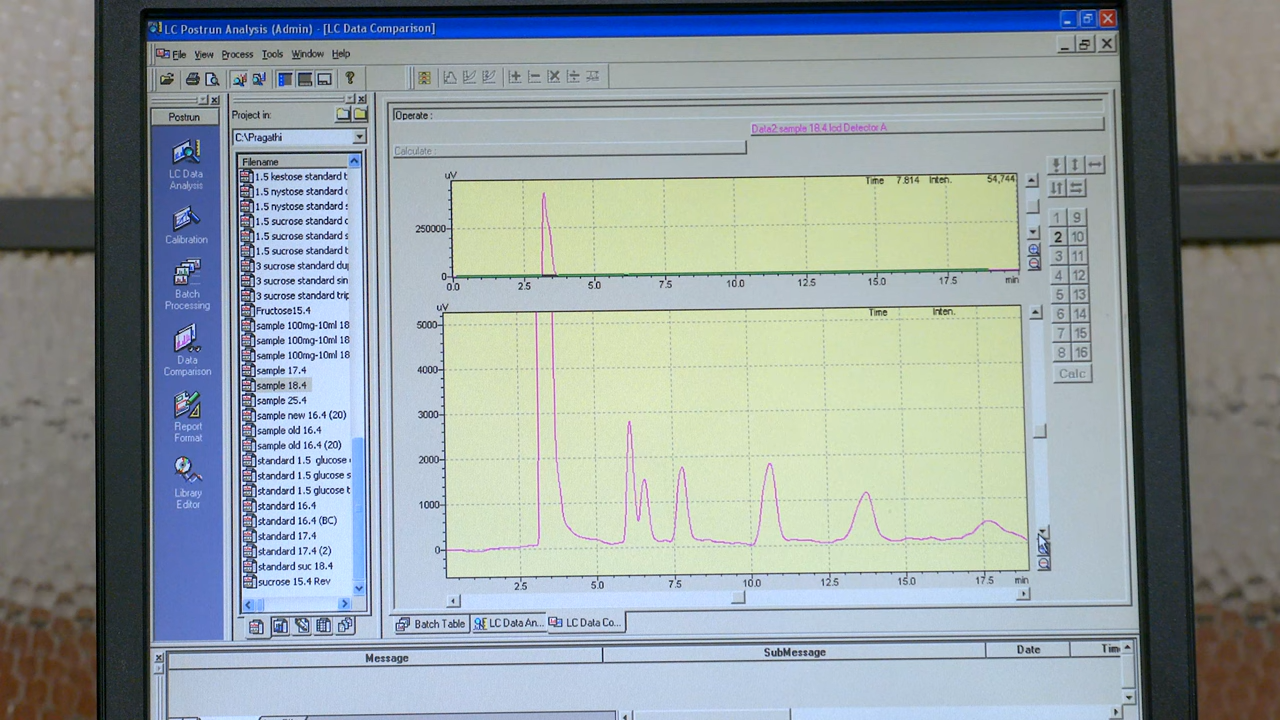 LC Postrun Analysis (Admin) - [LC Data Comparison]
File View Process Tools Window Help
Postrun
LC Data
Analysis
Calibration
Batch
Processing
Data
Comparison
Report
Format
Library
Editor
Project in:
C:\Pragathi
Filename
1.5 kestose standard t
1.5 nystose standard
1.5 nystose standard s
1.5 sucrose standard
1.5 sucrose standard s
1.5 sucrose standard t
3 sucrose standard du
3 sucrose standard sin
3 sucrose standard trip
Fructose15.4
sample 100mg-10ml 18
sample 100mg-10ml 18
sample 100mg-10ml 18
sample 17.4
sample 18.4
sample 25.4
sample new 16.4 (20)
sample old 16.4
sample old 16.4 (20)
standard 1.5 glucose
standard 1.5 glucose s
standard 1.5 glucose t
standard 16.4
standard 16.4 (BC)
standard 17.4
standard 17.4 (2)
standard suc 18.4
sucrose 15.4 Rev
Operate :
Data2 sample 18.4.lcd Detector A
Calculate :
uV
Time 7.814 Inten. 54,744
250000
0
0.0 2.5 5.0 7.5 10.0 12.5 15.0 17.5 min
uV
Time Inten.
5000
4000
3000
2000
1000
0
2.5 5.0 7.5 10.0 12.5 15.0 17.5 min
1 9
2 10
3 11
4 12
5 13
6 14
7 15
8 16
Calc
Batch Table LC Data An... LC Data Co...
Message SubMessage Date Tim